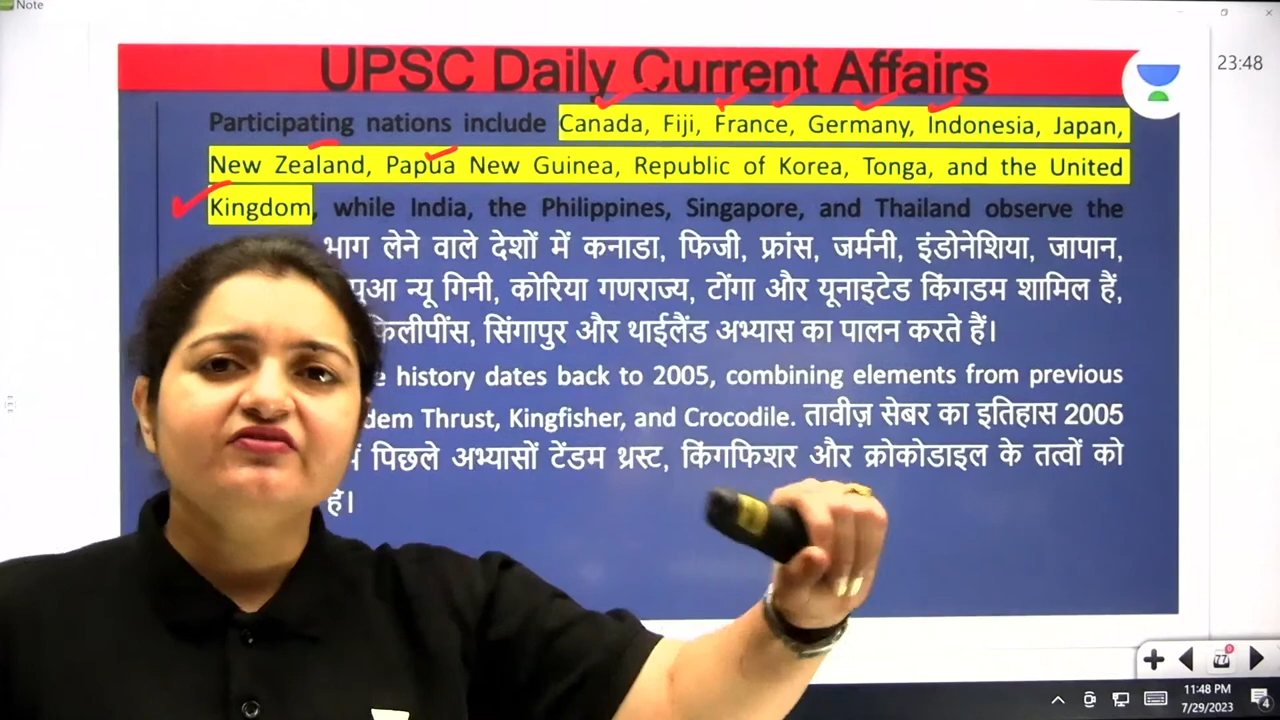 Note
UPSC Daily Current Affairs
23:48
Participating nations include Canada, Fiji, France, Germany, Indonesia, Japan,
New Zealand, Papua New Guinea, Republic of Korea, Tonga, and the United
Kingdom, while India, the Philippines, Singapore, and Thailand observe the
भाग लेने वाले देशों में कनाडा, फिजी, फ्रांस, जर्मनी, इंडोनेशिया, जापान,
न्यू गिनी, कोरिया गणराज्य, टोंगा और यूनाइटेड किंगडम शामिल हैं,
सिंगापुर और थाईलैंड अभ्यास का पालन करते हैं।
history dates back to 2005, combining elements from previous
Thrust, Kingfisher, and Crocodile. तावीज़ सेबर का इतिहास 2005
पिछले अभ्यासों टेंडम थ्रस्ट, किंगफिशर और क्रोकोडाइल के तत्वों को
है।
77
11:48 PM
7/29/2023
4